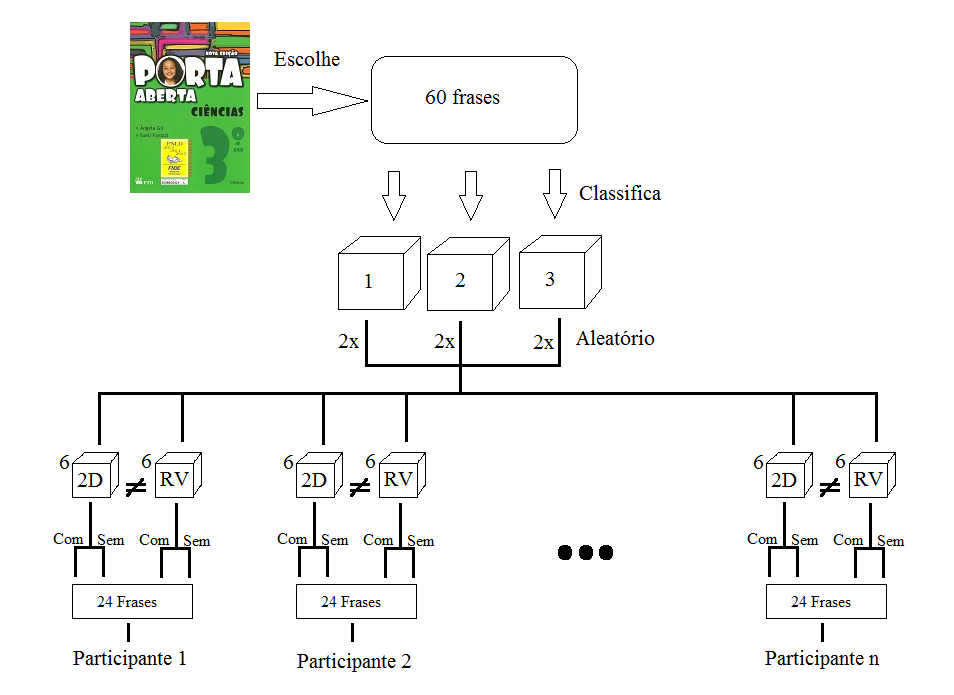 NOVA EDIÇÃO
PORTA
ABERTA
CIÊNCIAS
• Ângela Gil
• Sueli Fanizzi
PNLD
FNDE
3º
ANO
FTD
Escolhe
60 frases
Classifica
1
2
3
2x
2x
2x
Aleatório
6
2D
≠
6
RV
6
2D
≠
6
RV
6
2D
≠
6
RV
Com
Sem
Com
Sem
Com
Sem
Com
Sem
Com
Sem
Com
Sem
24 Frases
24 Frases
24 Frases
Participante 1
Participante 2
Participante n